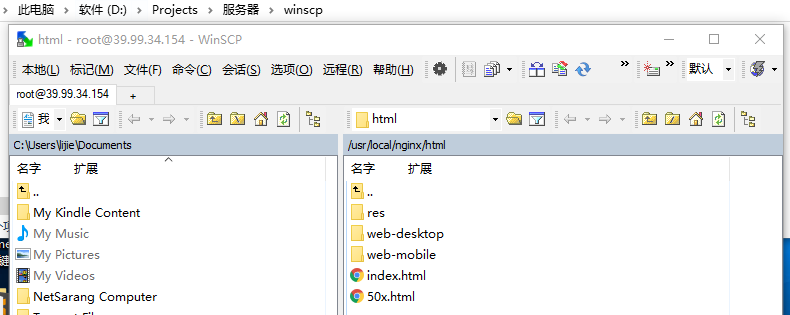 此电脑 > 软件 (D:) > Projects > 服务器 > winscp
html - root@39.99.34.154 - WinSCP
本地(L) 标记(M) 文件(F) 命令(C) 会话(S) 选项(O) 远程(R) 帮助(H) » » 默认 »
root@39.99.34.154 +
我 html
C:\Users\lijie\Documents /usr/local/nginx/html
名字 扩展 名字 扩展
.. ..
My Kindle Content res
My Music web-desktop
My Pictures web-mobile
My Videos index.html
NetSarang Computer 50x.html